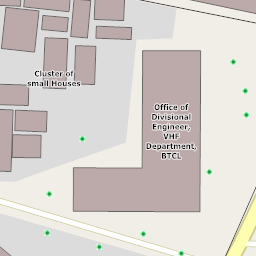 Cluster of
small Houses
Office of
Divisional
Engineer,
VHF
Department,
BTCL